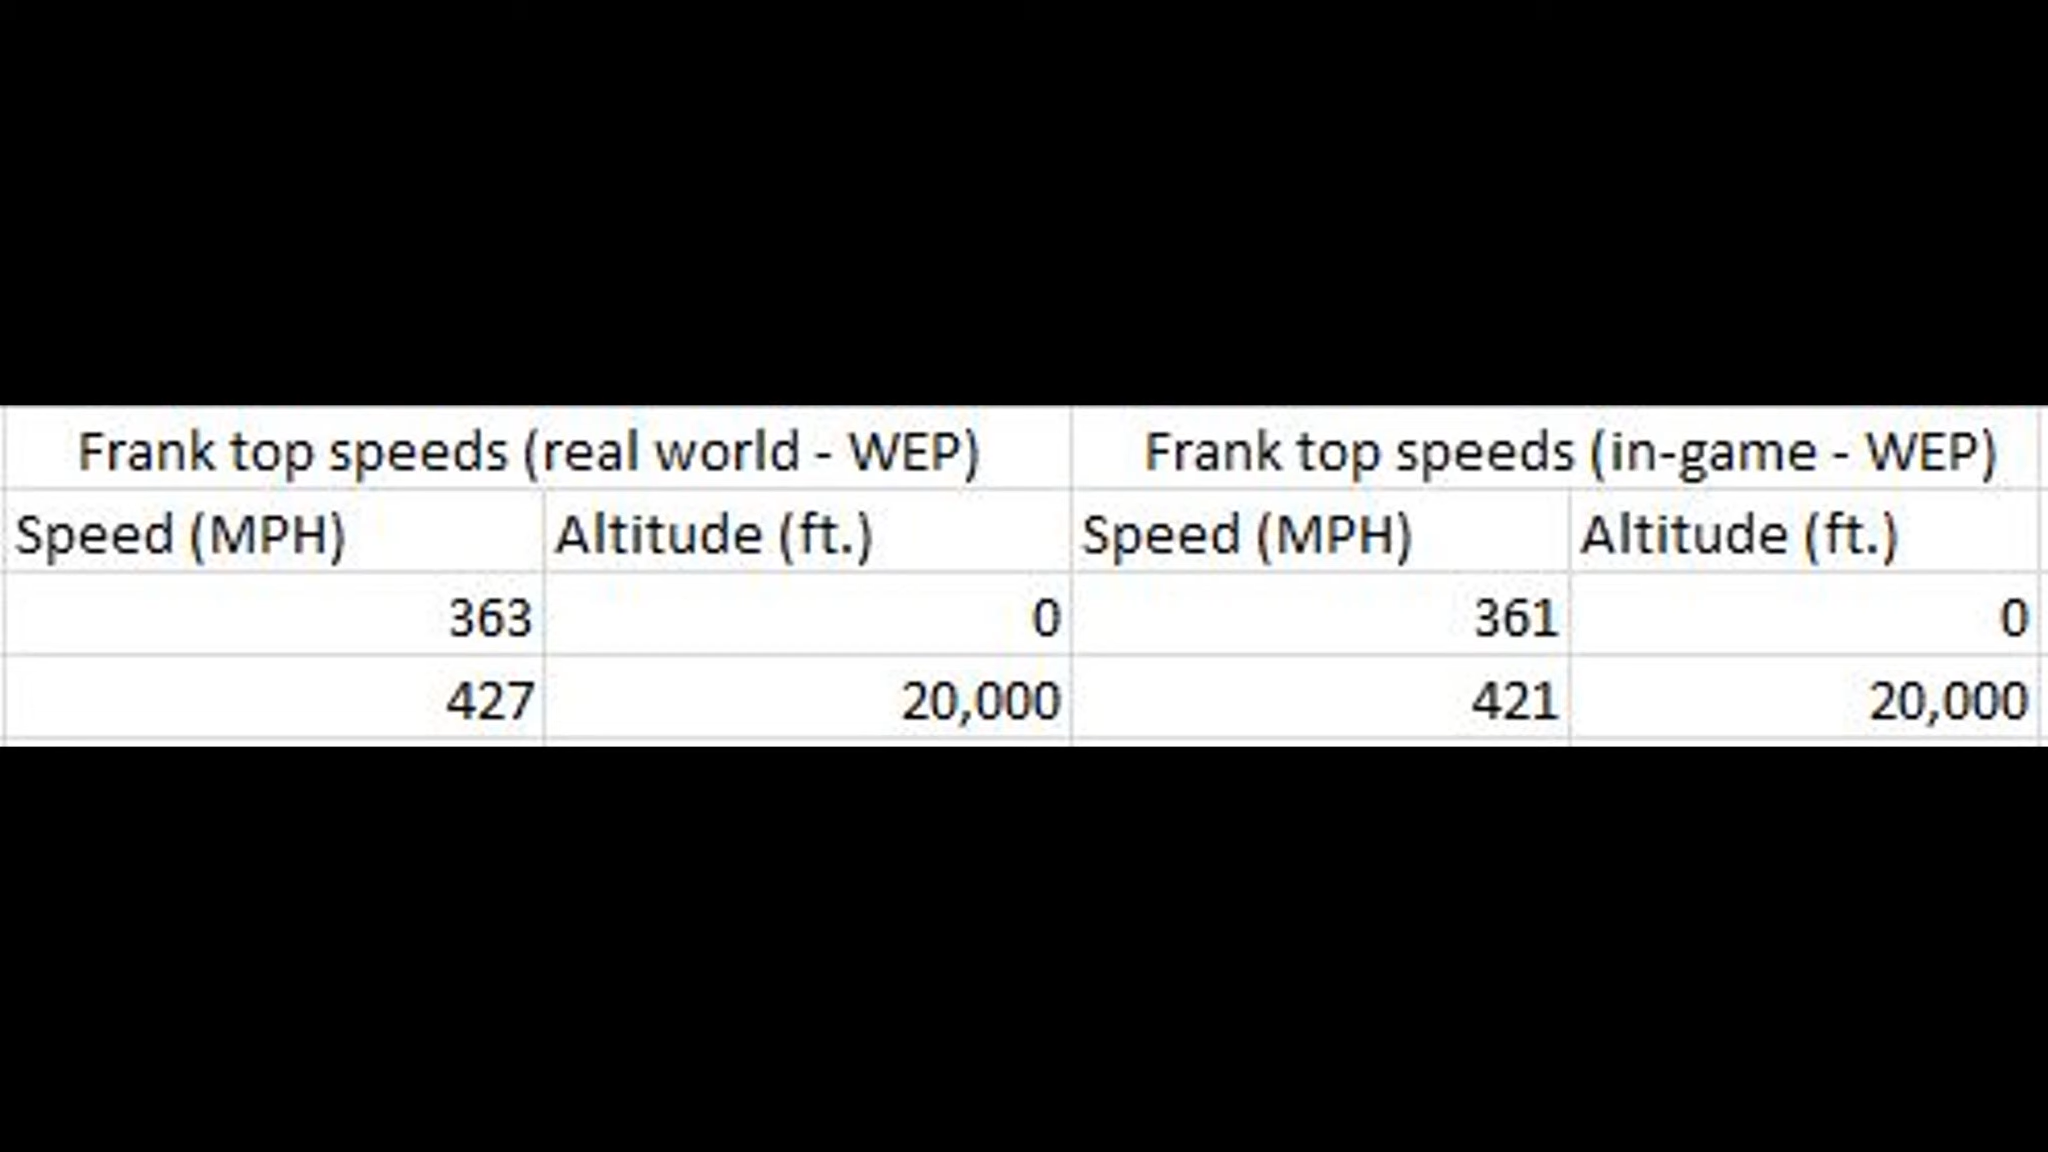 Frank top speeds (real world - WEP) Frank top speeds (in-game - WEP)
Speed (MPH) Altitude (ft.) Speed (MPH) Altitude (ft.)
363 0 361 0
427 20,000 421 20,000